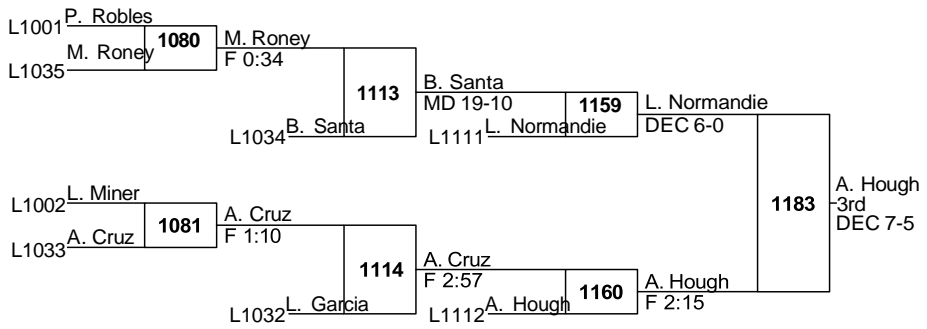 P. Robles
L1001
1080
M. Roney
L1035
M. Roney
F 0:34
1113
B. Santa
L1034
B. Santa
MD 19-10
1159
L. Normandie
L1111
L. Normandie
DEC 6-0
L. Miner
L1002
1081
A. Cruz
L1033
A. Cruz
F 1:10
1114
L. Garcia
L1032
A. Cruz
F 2:57
1160
A. Hough
L1112
A. Hough
F 2:15
1183
A. Hough
3rd
DEC 7-5